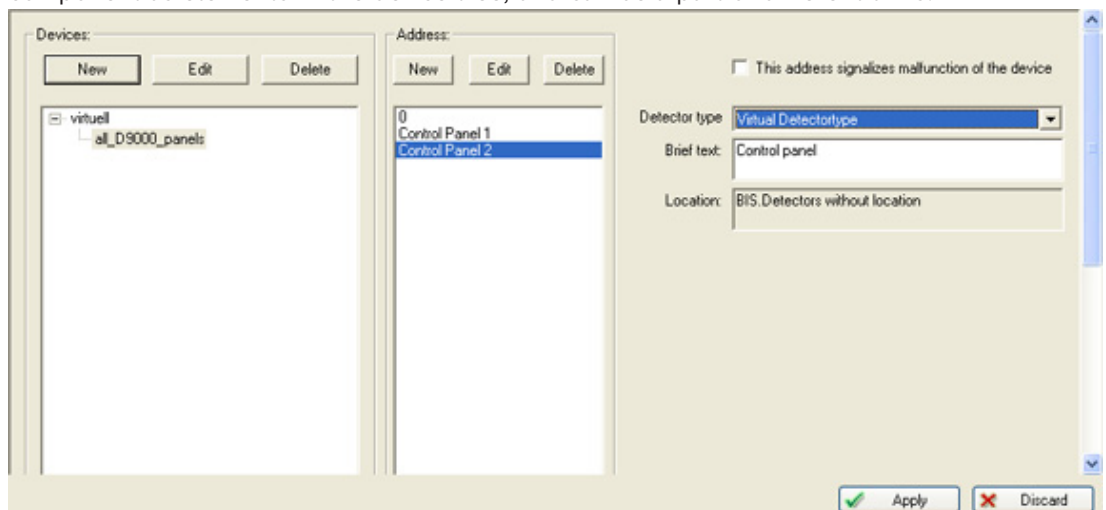 Devices:
New Edit Delete
virtuell
all_D9000_panels
Address:
New Edit Delete
0
Control Panel 1
Control Panel 2
This address signalizes malfunction of the device
Detector type Virtual Detectortype
Brief text: Control panel
Location: BIS.Detectors without location
Apply Discard